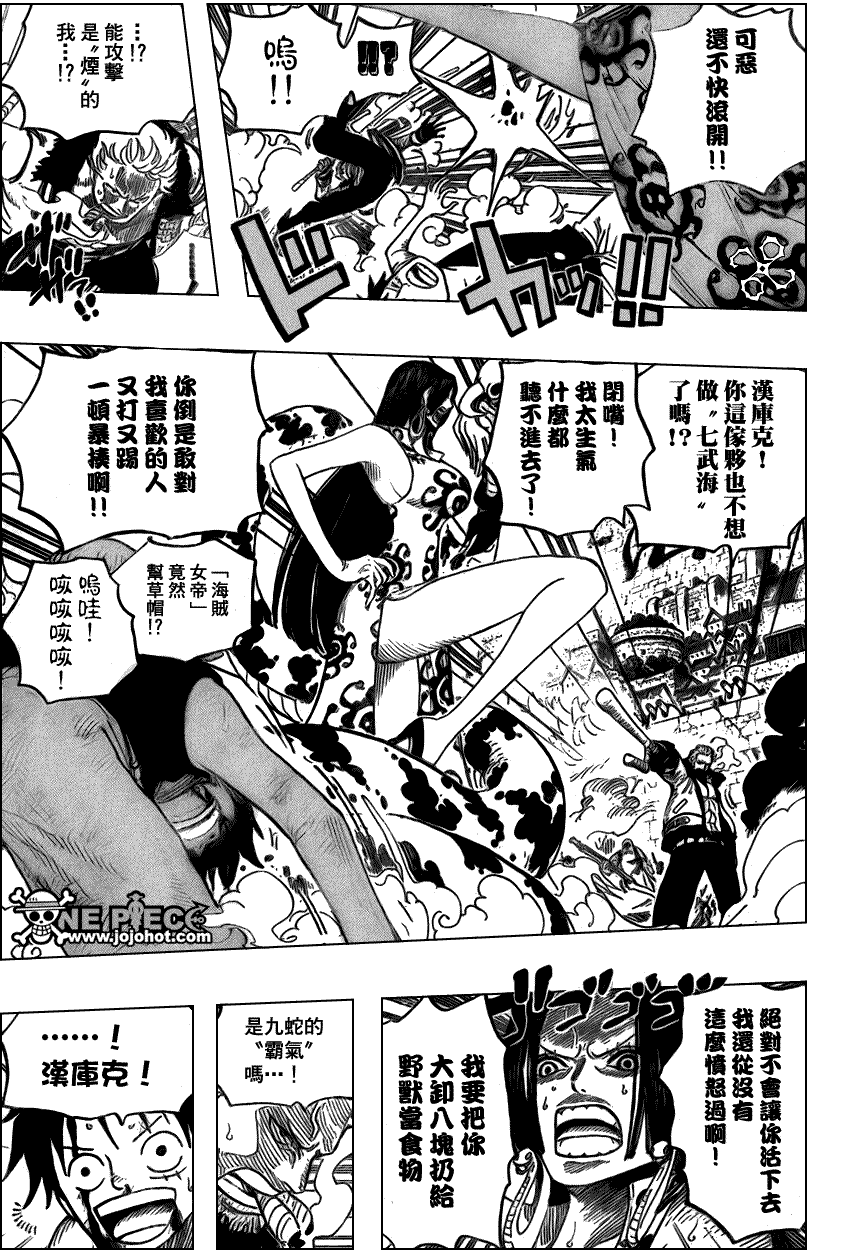 可惡
還不快滾開!!
!!?
嗚!!
…!?
能攻擊
是〝煙〞的
我…!?
ドカッ!!
漢庫克!
你這傢夥也不想
做〝七武海〞
了嗎!?
閉嘴!
我太生氣
什麼都
聽不進去了!
你倒是敢對
我喜歡的人
又打又踢
一頓暴揍啊!!
「海賊
女帝」
竟然
幫草帽!?
嗚哇!
咳咳咳咳!
ONE PIECE
www.jojohot.com
絕對不會讓你活下去
我還從沒有
這麼憤怒過啊!
我要把你
大卸八塊扔給
野獸當食物
是九蛇的
〝霸氣〞
嗎…!
……!
漢庫克!